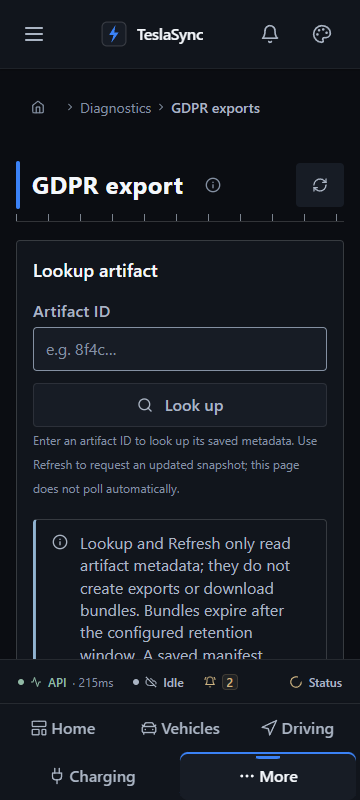 TeslaSync
Diagnostics
GDPR exports
GDPR export
Lookup artifact
Artifact ID
e.g. 8f4c...
Look up
Enter an artifact ID to look up its saved metadata. Use
Refresh to request an updated snapshot; this page
does not poll automatically.
Lookup and Refresh only read
artifact metadata; they do not
create exports or download
bundles. Bundles expire after
the configured retention
window. A saved manifest
API · 215ms
Idle
2
Status
Home
Vehicles
Driving
Charging
More